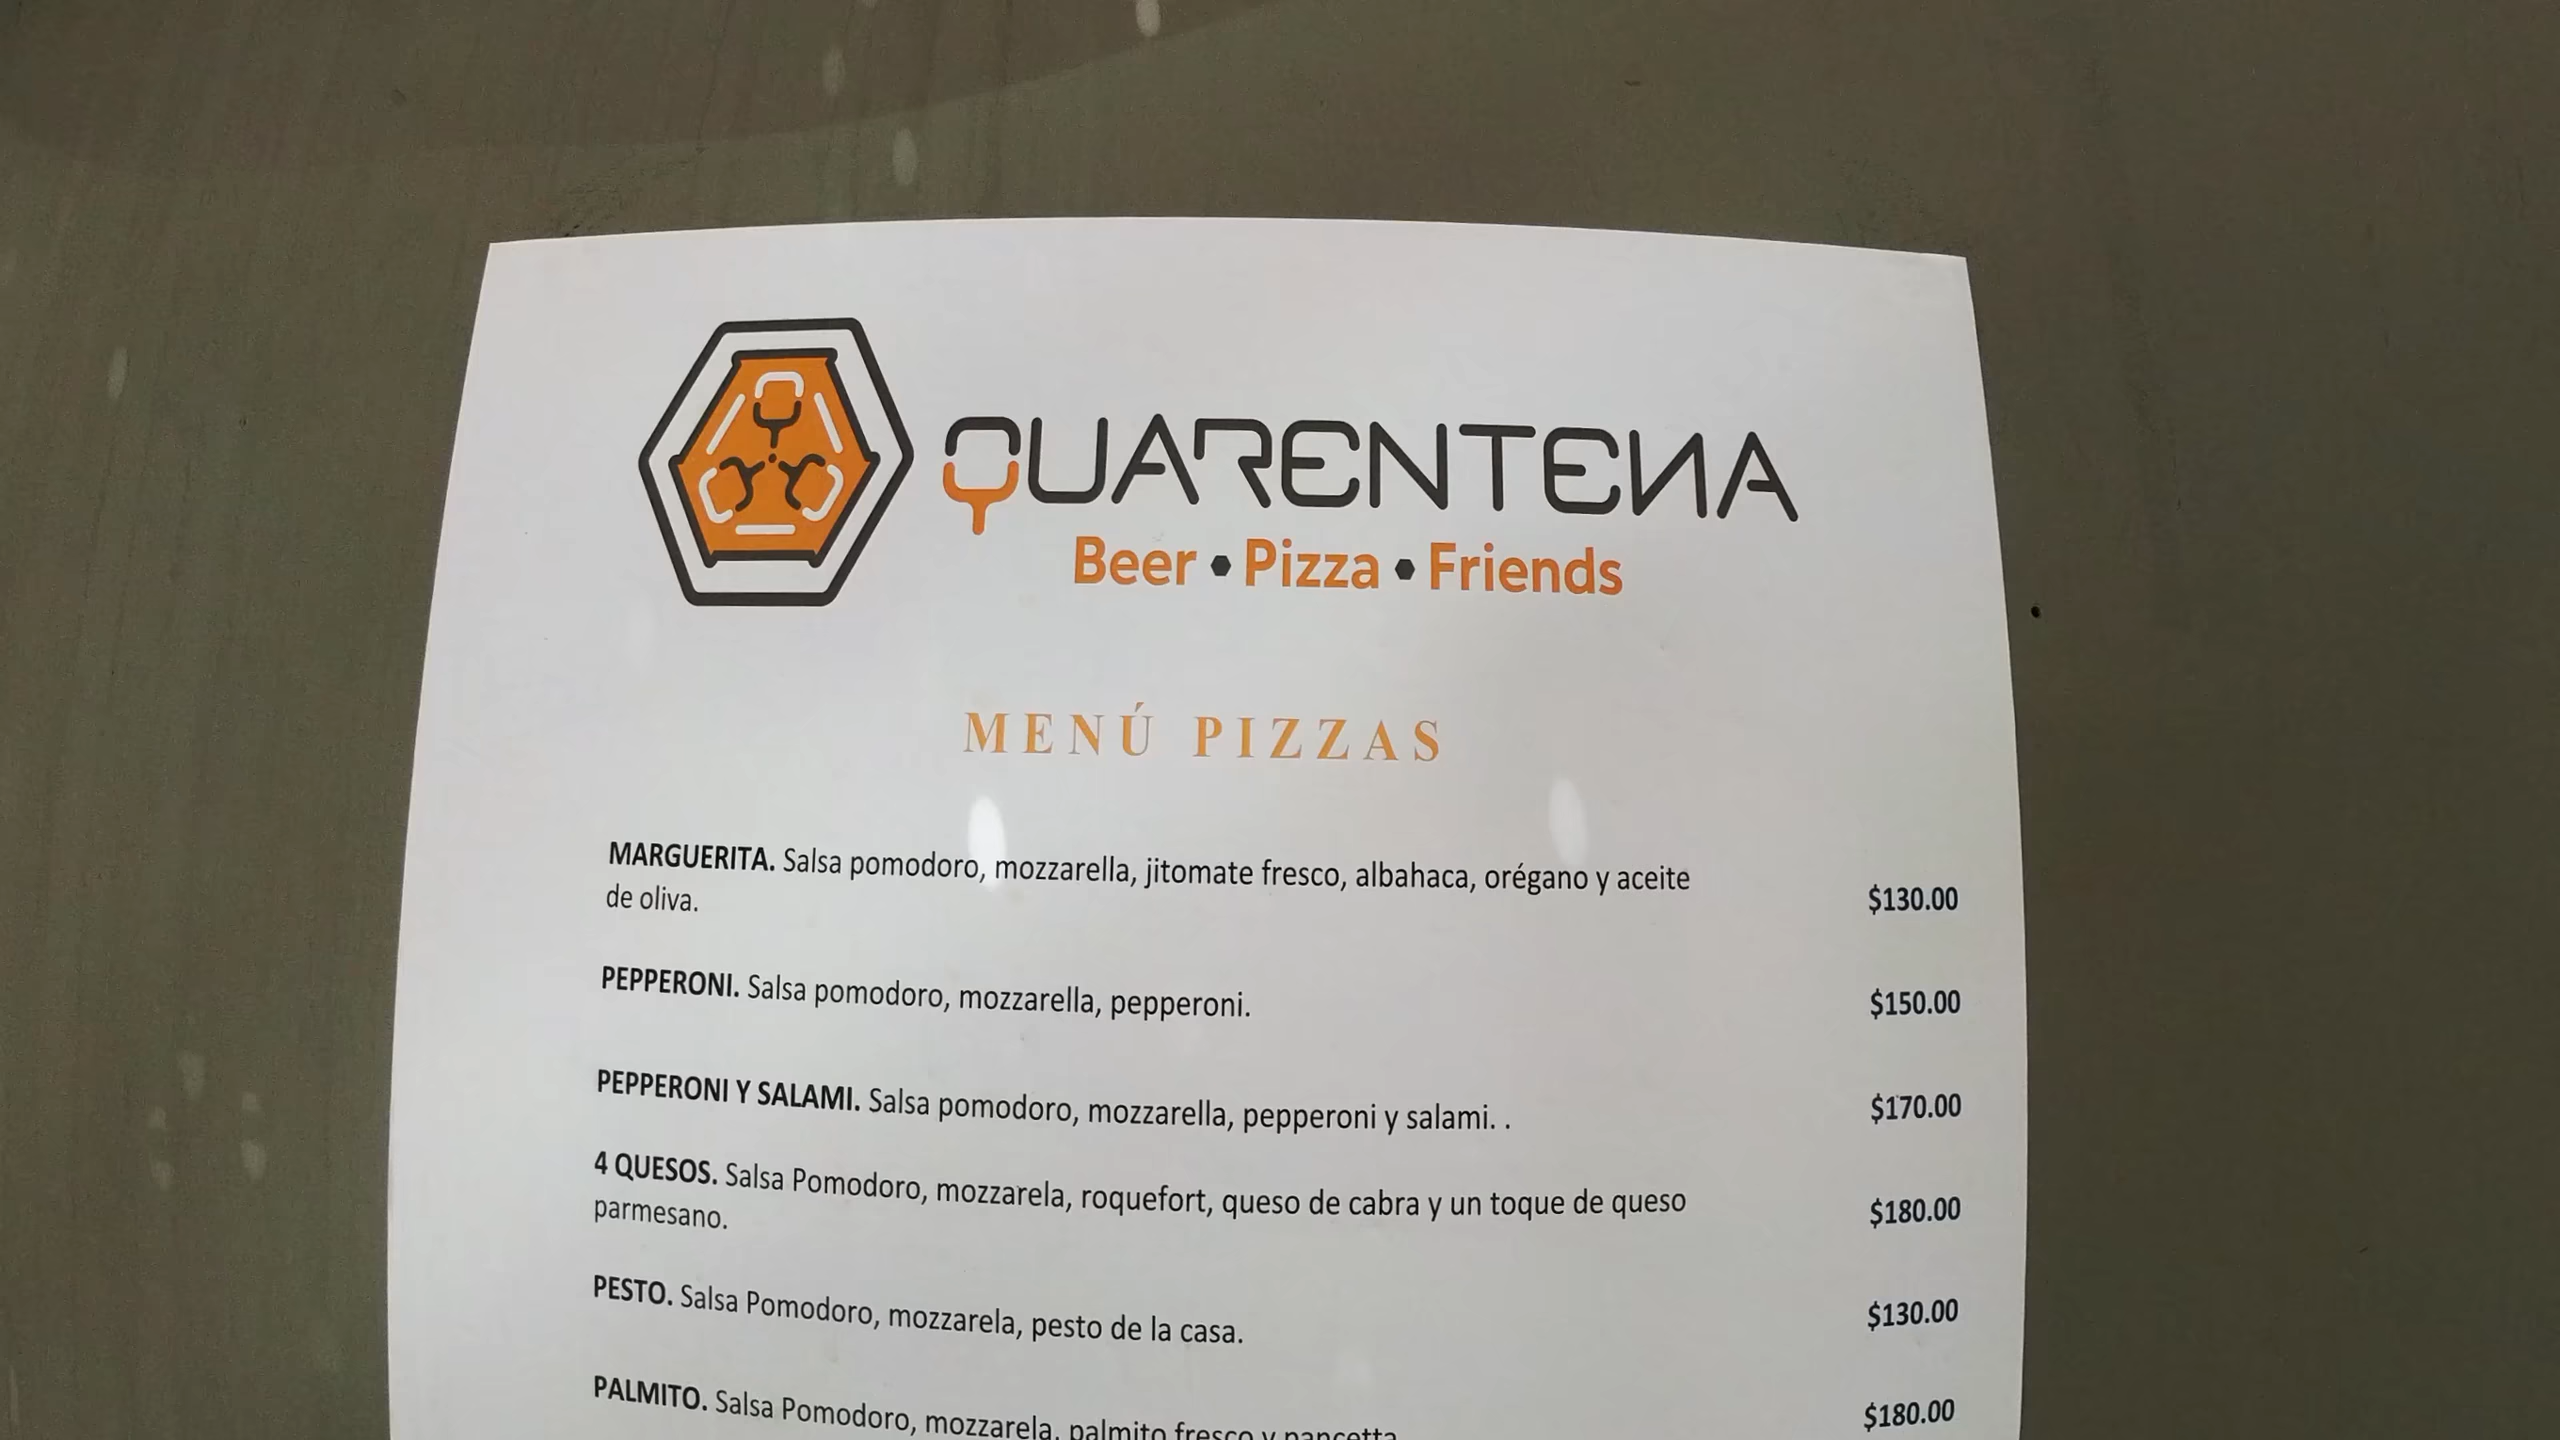 QUARENTENA
Beer • Pizza • Friends
MENÚ PIZZAS
MARGUERITA. Salsa pomodoro, mozzarella, jitomate fresco, albahaca, orégano y aceite
de oliva. $130.00
PEPPERONI. Salsa pomodoro, mozzarella, pepperoni. $150.00
PEPPERONI Y SALAMI. Salsa pomodoro, mozzarella, pepperoni y salami. . $170.00
4 QUESOS. Salsa Pomodoro, mozzarela, roquefort, queso de cabra y un toque de queso
parmesano. $180.00
PESTO. Salsa Pomodoro, mozzarela, pesto de la casa. $130.00
PALMITO. Salsa Pomodoro, mozzarela, palmito fresco y pancetta $180.00